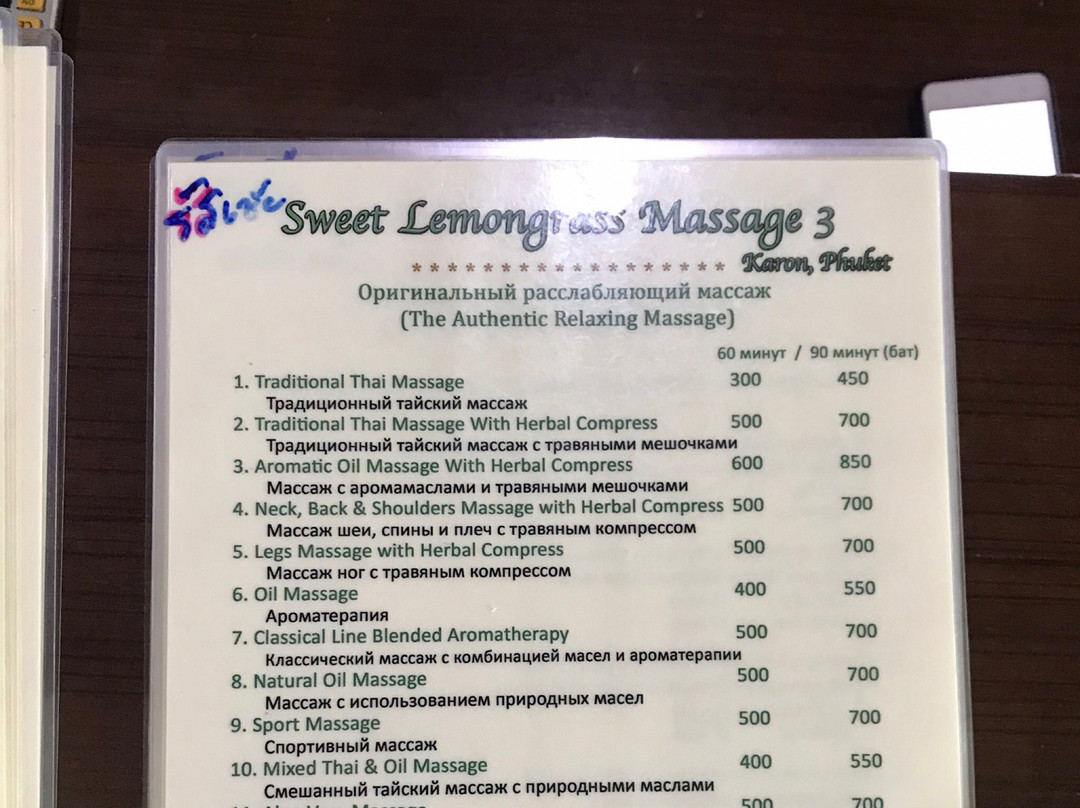 Sweet Lemongrass Massage 3
* * * * * * * * * * * * * * * * * * Karon, Phuket
Оригинальный расслабляющий массаж
(The Authentic Relaxing Massage)
60 минут / 90 минут (бат)
1. Traditional Thai Massage 300 450
Традиционный тайский массаж
2. Traditional Thai Massage With Herbal Compress 500 700
Традиционный тайский массаж с травяными мешочками
3. Aromatic Oil Massage With Herbal Compress 600 850
Массаж с аромамаслами и травяными мешочками
4. Neck, Back & Shoulders Massage with Herbal Compress 500 700
Массаж шеи, спины и плеч с травяным компрессом
5. Legs Massage with Herbal Compress 500 700
Массаж ног с травяным компрессом
6. Oil Massage 400 550
Ароматерапия
7. Classical Line Blended Aromatherapy 500 700
Классический массаж с комбинацией масел и ароматерапии
8. Natural Oil Massage 500 700
Массаж с использованием природных масел
9. Sport Massage 500 700
Спортивный массаж
10. Mixed Thai & Oil Massage 400 550
Смешанный тайский массаж с природными маслами
500 700